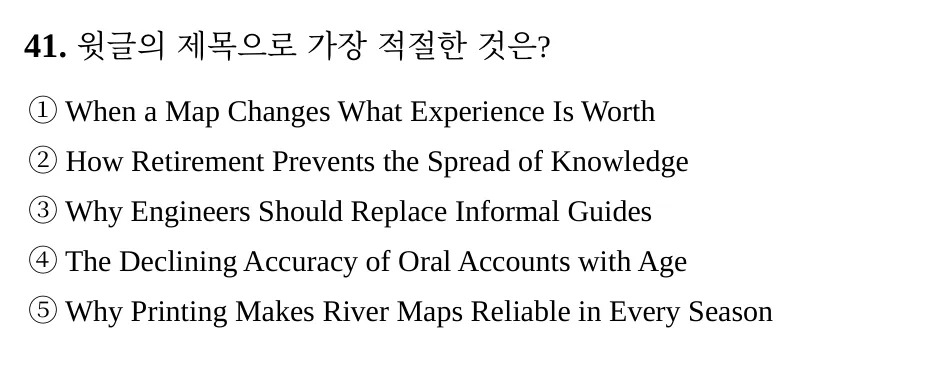 41. 윗글의 제목으로 가장 적절한 것은?
① When a Map Changes What Experience Is Worth
② How Retirement Prevents the Spread of Knowledge
③ Why Engineers Should Replace Informal Guides
④ The Declining Accuracy of Oral Accounts with Age
⑤ Why Printing Makes River Maps Reliable in Every Season